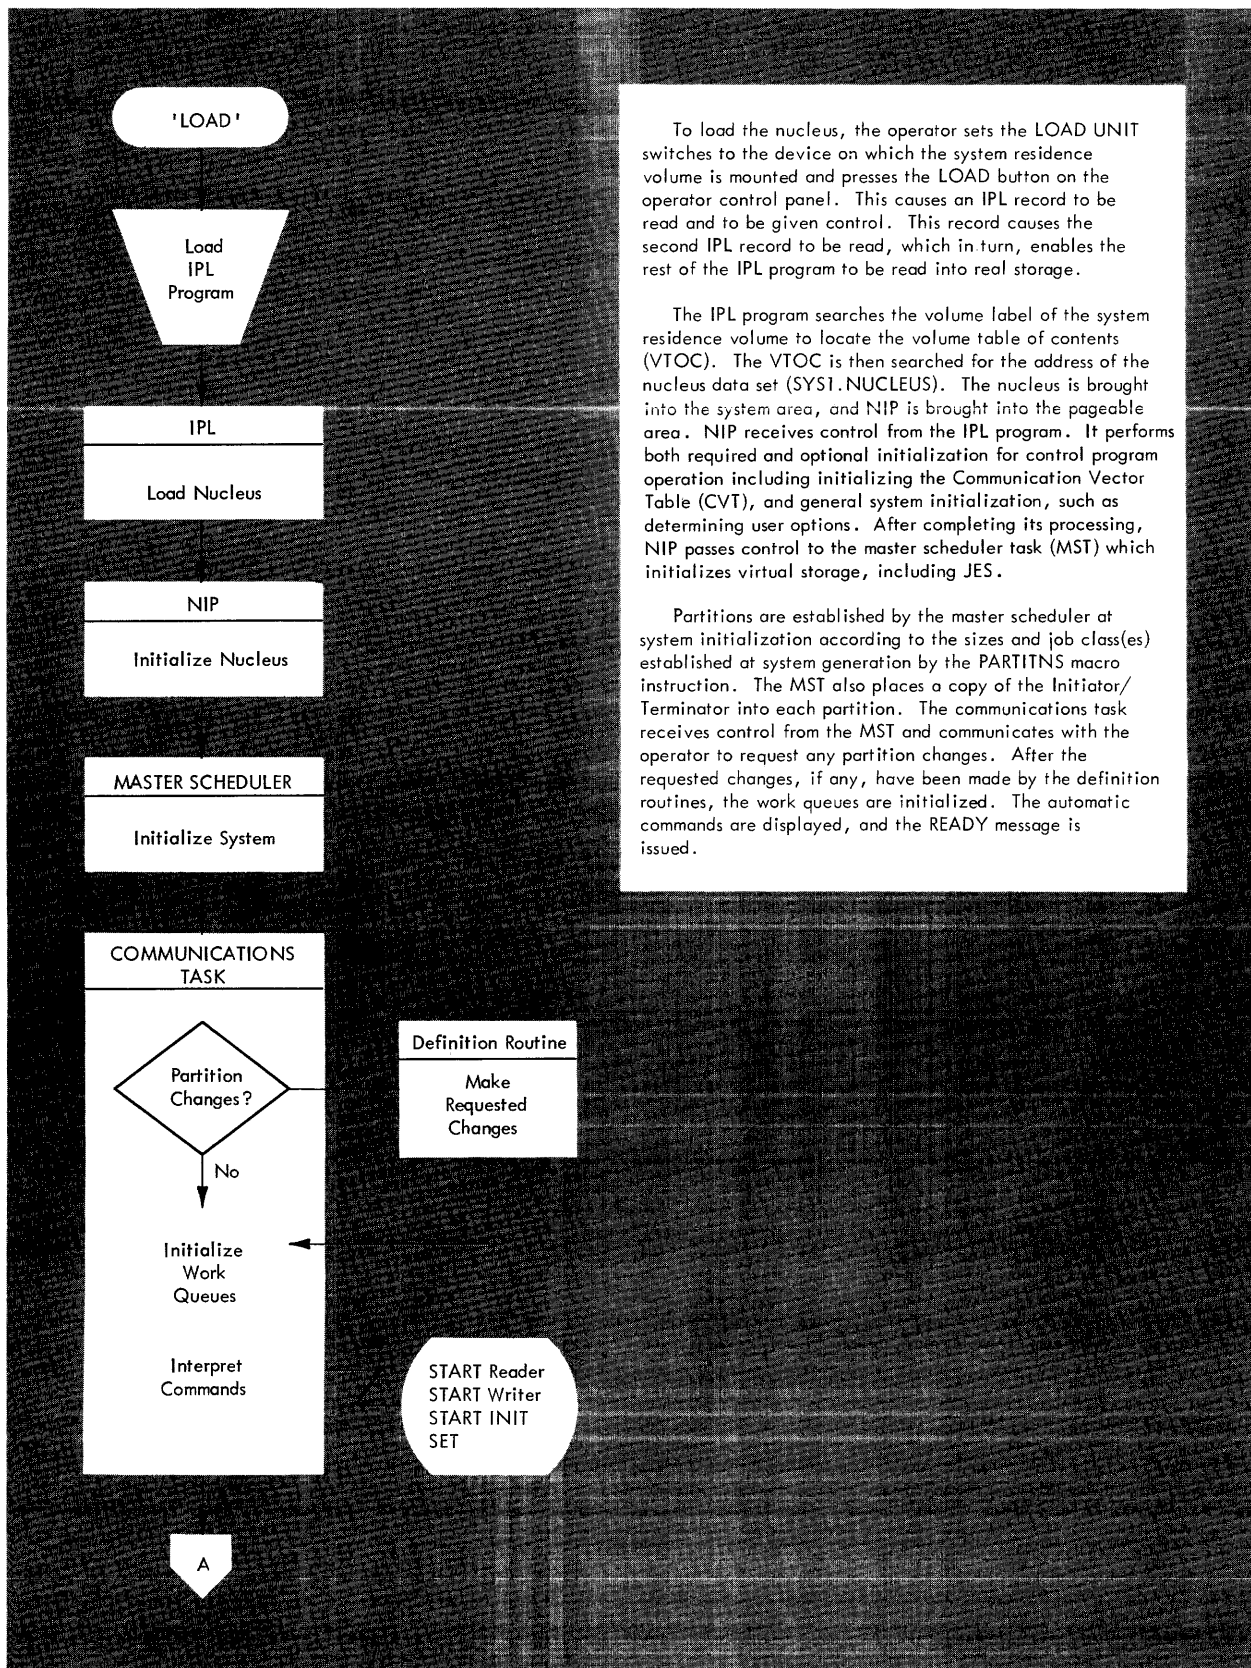 'LOAD'
Load
IPL
Program
IPL
Load Nucleus
NIP
Initialize Nucleus
MASTER SCHEDULER
Initialize System
COMMUNICATIONS
TASK
Partition
Changes?
No
Initialize
Work
Queues
Interpret
Commands
A
Definition Routine
Make
Requested
Changes
START Reader
START Writer
START INIT
SET
To load the nucleus, the operator sets the LOAD UNIT
switches to the device on which the system residence
volume is mounted and presses the LOAD button on the
operator control panel. This causes an IPL record to be
read and to be given control. This record causes the
second IPL record to be read, which in turn, enables the
rest of the IPL program to be read into real storage.
The IPL program searches the volume label of the system
residence volume to locate the volume table of contents
(VTOC). The VTOC is then searched for the address of the
nucleus data set (SYS1.NUCLEUS). The nucleus is brought
into the system area, and NIP is brought into the pageable
area. NIP receives control from the IPL program. It performs
both required and optional initialization for control program
operation including initializing the Communication Vector
Table (CVT), and general system initialization, such as
determining user options. After completing its processing,
NIP passes control to the master scheduler task (MST) which
initializes virtual storage, including JES.
Partitions are established by the master scheduler at
system initialization according to the sizes and job class(es)
established at system generation by the PARTITNS macro
instruction. The MST also places a copy of the Initiator/
Terminator into each partition. The communications task
receives control from the MST and communicates with the
operator to request any partition changes. After the
requested changes, if any, have been made by the definition
routines, the work queues are initialized. The automatic
commands are displayed, and the READY message is
issued.